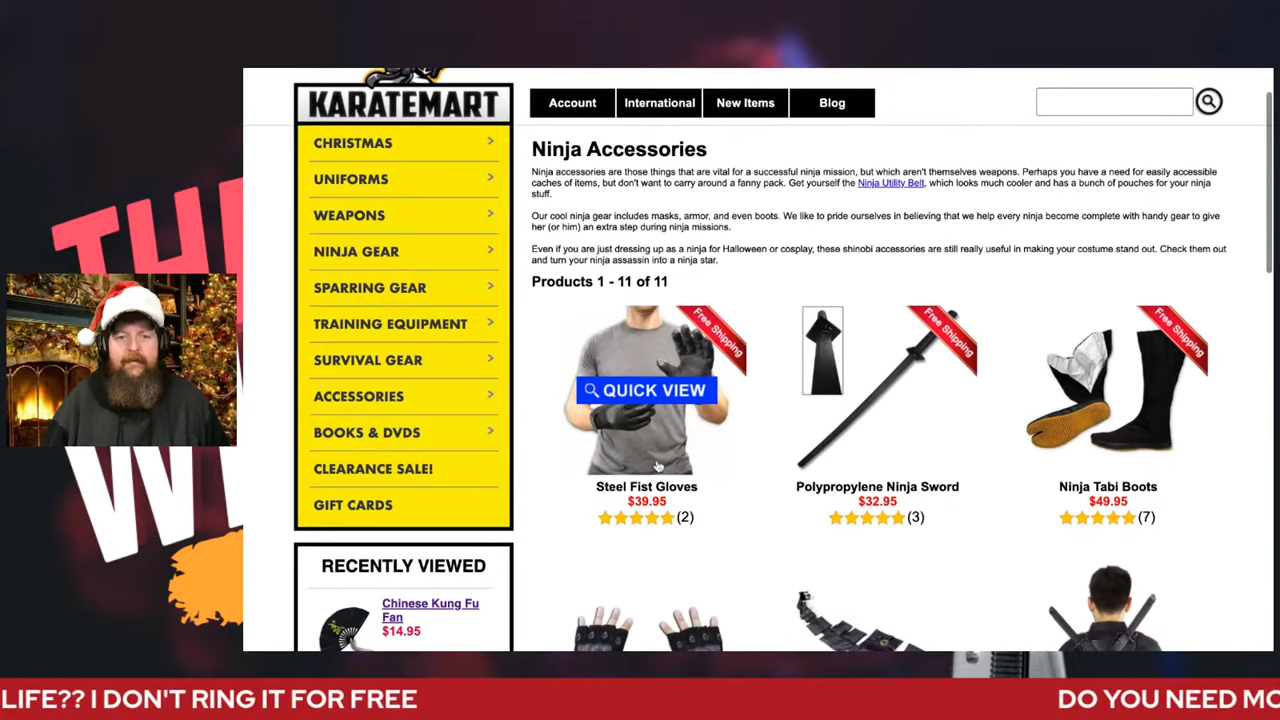 KARATEMART
Account
International
New Items
Blog
CHRISTMAS
UNIFORMS
WEAPONS
NINJA GEAR
SPARRING GEAR
TRAINING EQUIPMENT
SURVIVAL GEAR
ACCESSORIES
BOOKS & DVDS
CLEARANCE SALE!
GIFT CARDS
RECENTLY VIEWED
Chinese Kung Fu
Fan
$14.95
Ninja Accessories
Ninja accessories are those things that are vital for a successful ninja mission, but which aren't themselves weapons. Perhaps you have a need for easily accessible
caches of items, but don't want to carry around a fanny pack. Get yourself the Ninja Utility Belt, which looks much cooler and has a bunch of pouches for your ninja
stuff.
Our cool ninja gear includes masks, armor, and even boots. We like to pride ourselves in believing that we help every ninja become complete with handy gear to give
her (or him) an extra step during ninja missions.
Even if you are just dressing up as a ninja for Halloween or cosplay, these shinobi accessories are still really useful in making your costume stand out. Check them out
and turn your ninja assassin into a ninja star.
Products 1 - 11 of 11
Free Shipping
QUICK VIEW
Steel Fist Gloves
$39.95
(2)
Free Shipping
Polypropylene Ninja Sword
$32.95
(3)
Free Shipping
Ninja Tabi Boots
$49.95
(7)
LIFE?? I DON'T RING IT FOR FREE
DO YOU NEED MO